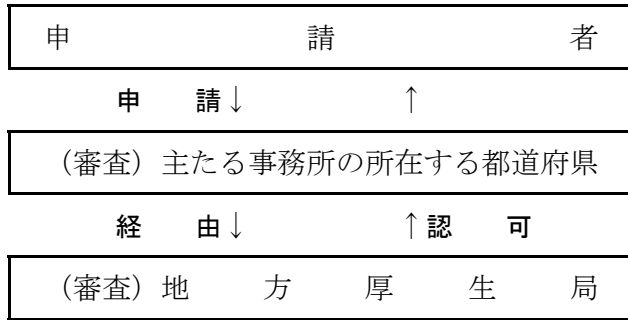 申請者
申請↓ ↑
(審査)主たる事務所の所在する都道府県
経由↓ ↑認可
(審査)地方厚生局